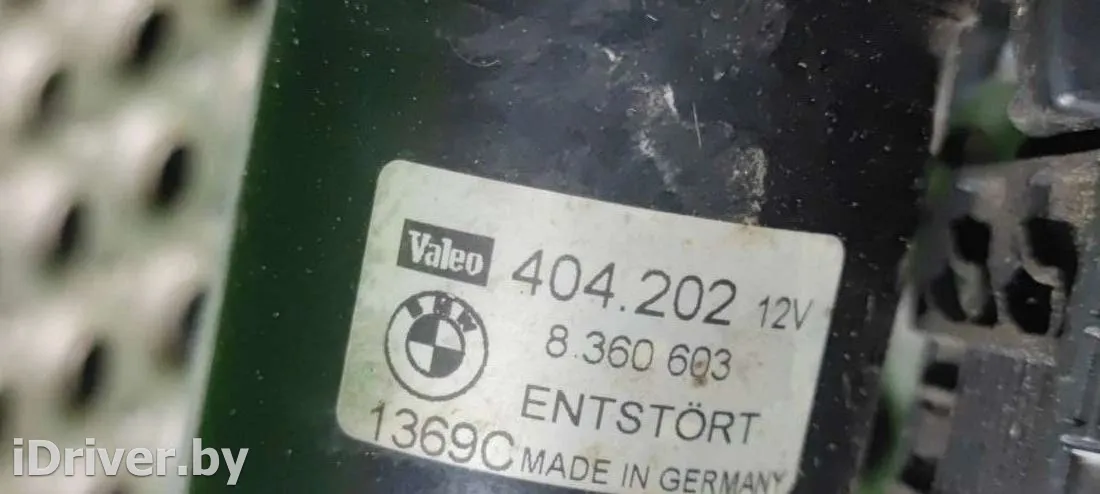 Valeo 404.202 12V
BMW
8 360 603
ENTSTÖRT
1369C MADE IN GERMANY
iDriver.by